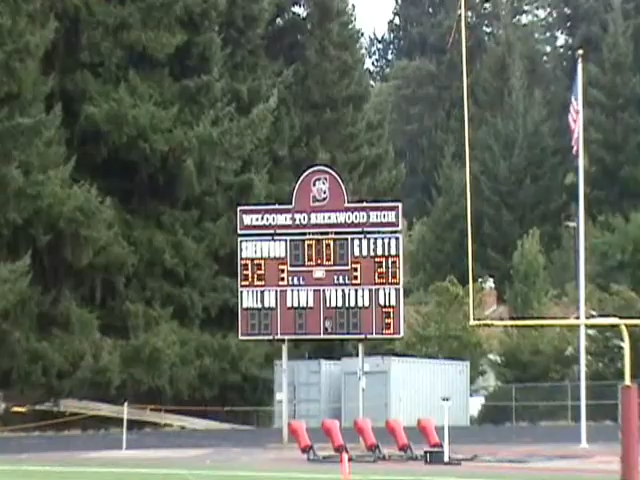 S
WELCOME TO SHERWOOD HIGH
SHERWOOD 0.0 GUESTS
32 3 T.O.L. T.O.L. 3
BALL ON DOWN YDS TO GO QTR
3